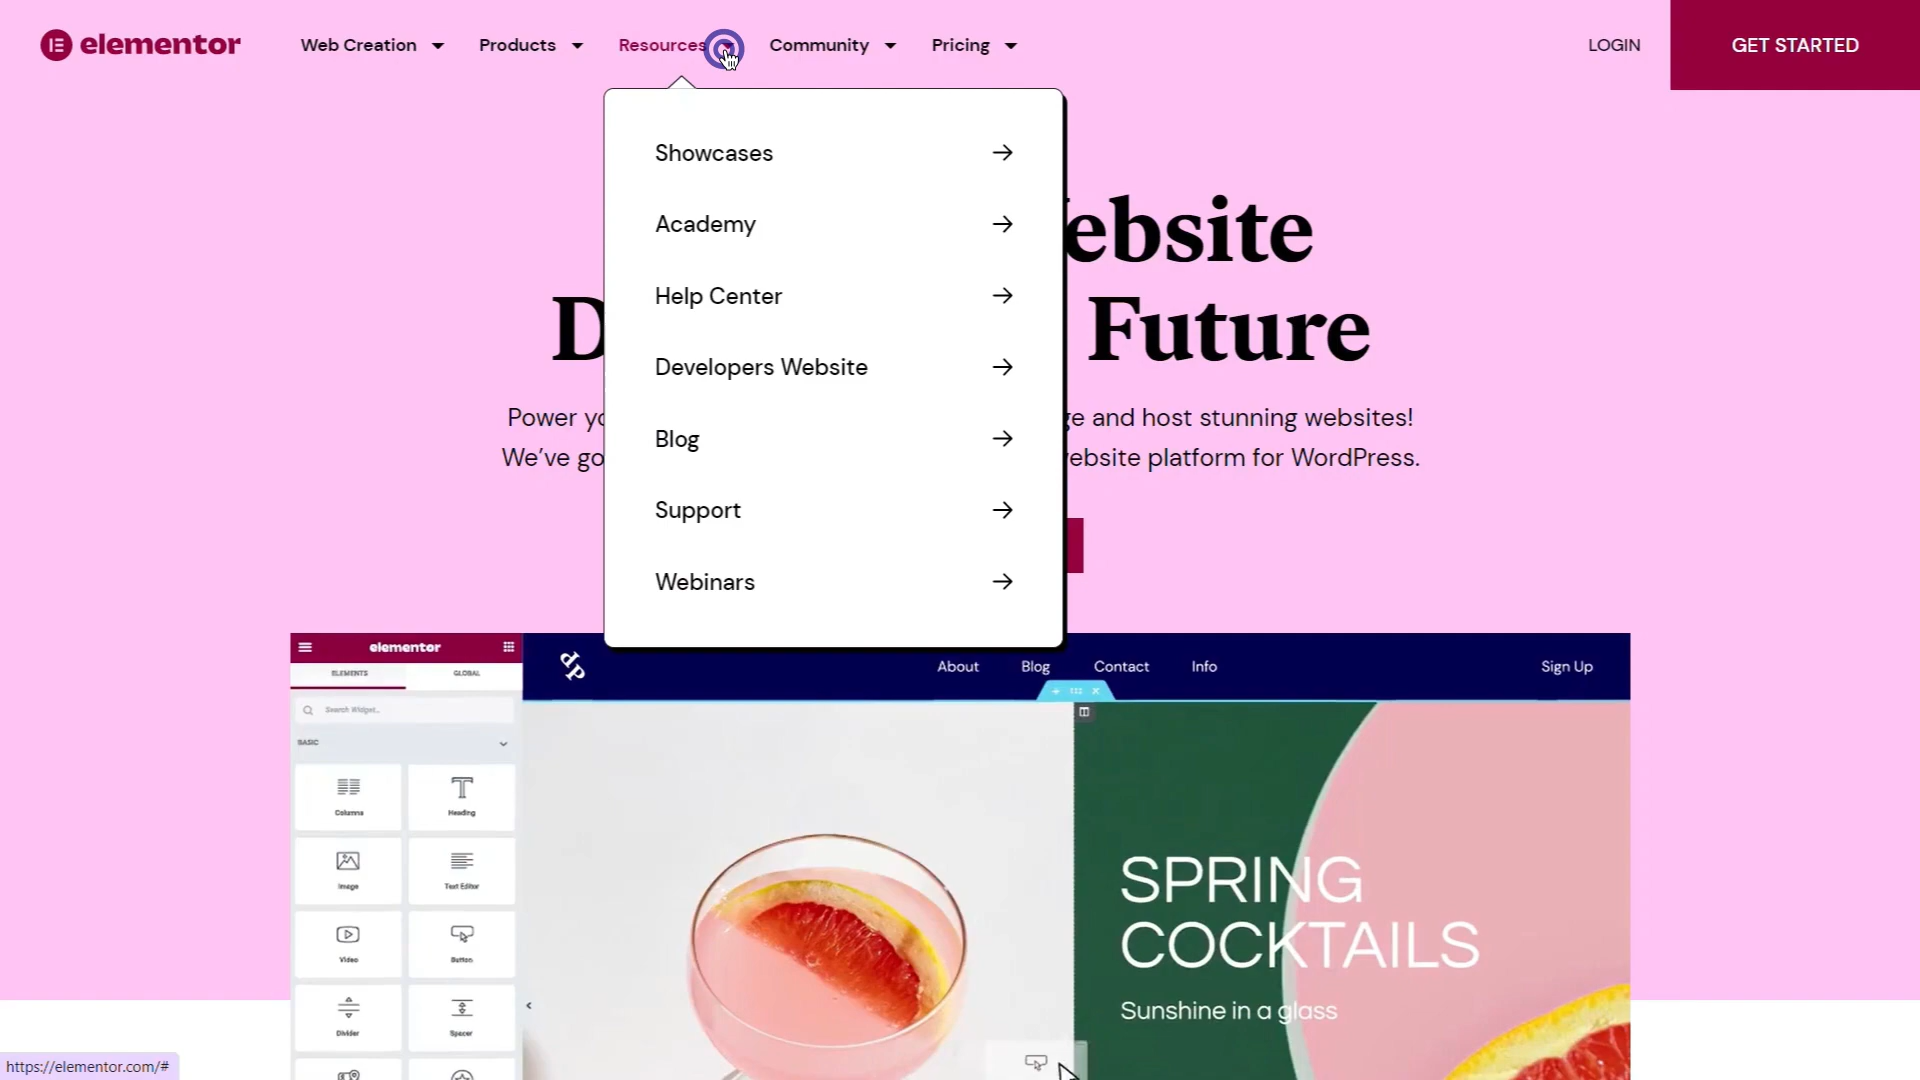 elementor
Web Creation
Products
Resources
Community
Pricing
LOGIN
GET STARTED
Showcases
Academy
Help Center
Developers Website
Blog
Support
Webinars
ebsite
D Future
Power yo ge and host stunning websites!
We've go ebsite platform for WordPress.
elementor
ELEMENTS
GLOBAL
Search Widget...
BASIC
Columns
Heading
Image
Text Editor
Video
Button
Divider
Spacer
dp
About
Blog
Contact
Info
Sign Up
SPRING
COCKTAILS
Sunshine in a glass
https://elementor.com/#